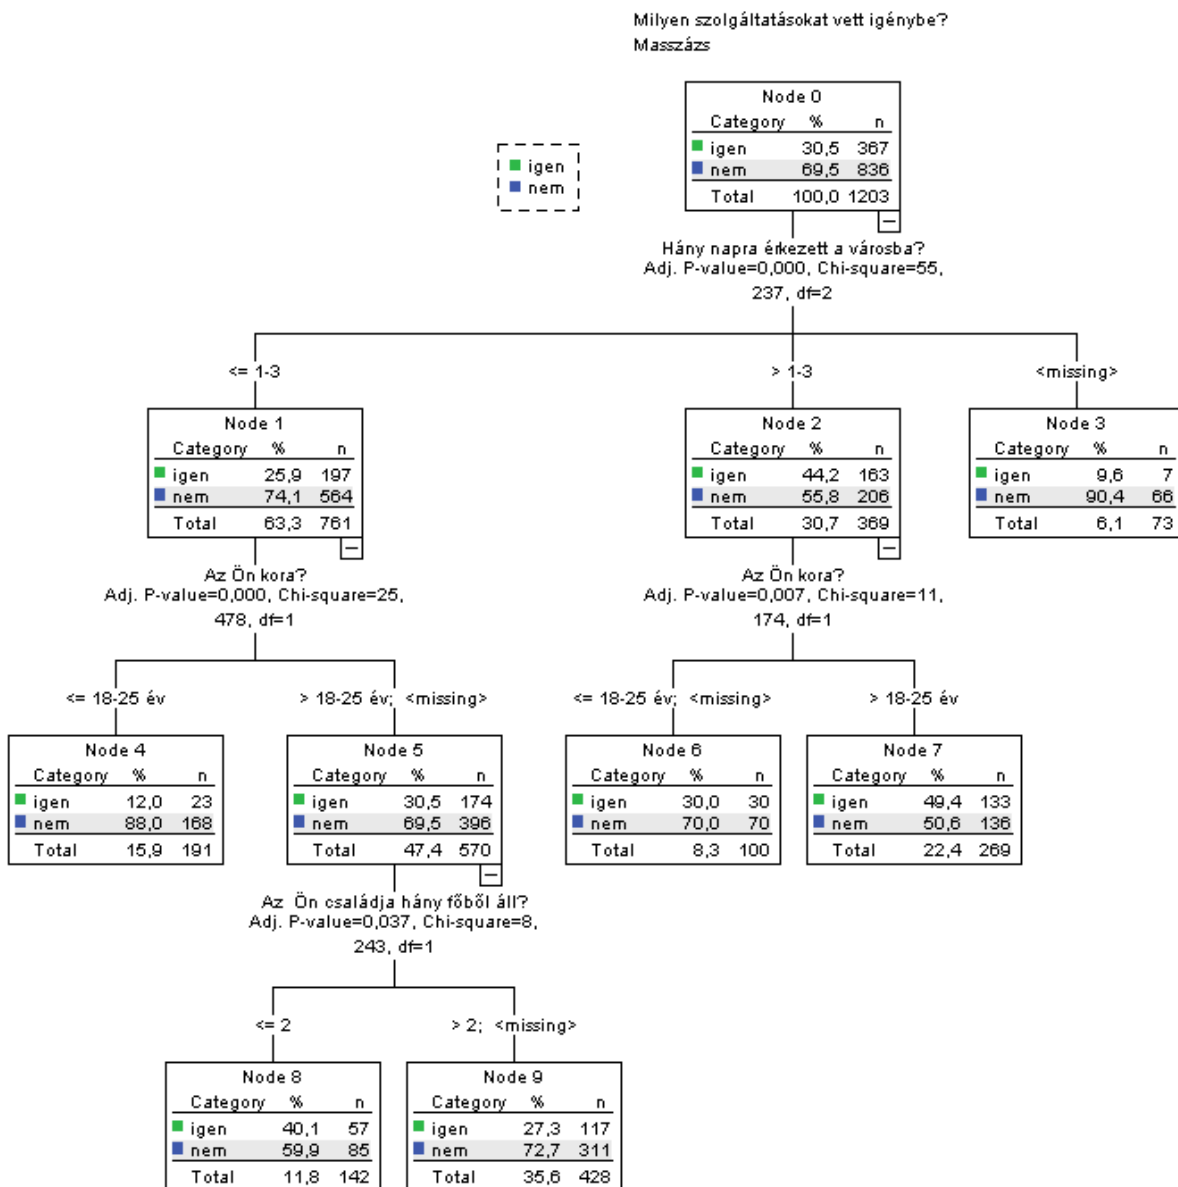 Milyen szolgáltatásokat vett igénybe?
Masszázs
igen
nem
Node 0
Category % n
igen 30,5 367
nem 69,5 836
Total 100,0 1203
Hány napra érkezett a városba?
Adj. P-value=0,000, Chi-square=55,
237, df=2
<= 1-3
> 1-3
<missing>
Node 1
Category % n
igen 25,9 197
nem 74,1 564
Total 63,3 761
Node 2
Category % n
igen 44,2 163
nem 55,8 206
Total 30,7 369
Node 3
Category % n
igen 9,6 7
nem 90,4 66
Total 6,1 73
Az Ön kora?
Adj. P-value=0,000, Chi-square=25,
478, df=1
Az Ön kora?
Adj. P-value=0,007, Chi-square=11,
174, df=1
<= 18-25 év
> 18-25 év; <missing>
<= 18-25 év; <missing>
> 18-25 év
Node 4
Category % n
igen 12,0 23
nem 88,0 168
Total 15,9 191
Node 5
Category % n
igen 30,5 174
nem 69,5 396
Total 47,4 570
Node 6
Category % n
igen 30,0 30
nem 70,0 70
Total 8,3 100
Node 7
Category % n
igen 49,4 133
nem 50,6 136
Total 22,4 269
Az Ön családja hány főből áll?
Adj. P-value=0,037, Chi-square=8,
243, df=1
<= 2
> 2; <missing>
Node 8
Category % n
igen 40,1 57
nem 59,9 85
Total 11,8 142
Node 9
Category % n
igen 27,3 117
nem 72,7 311
Total 35,6 428